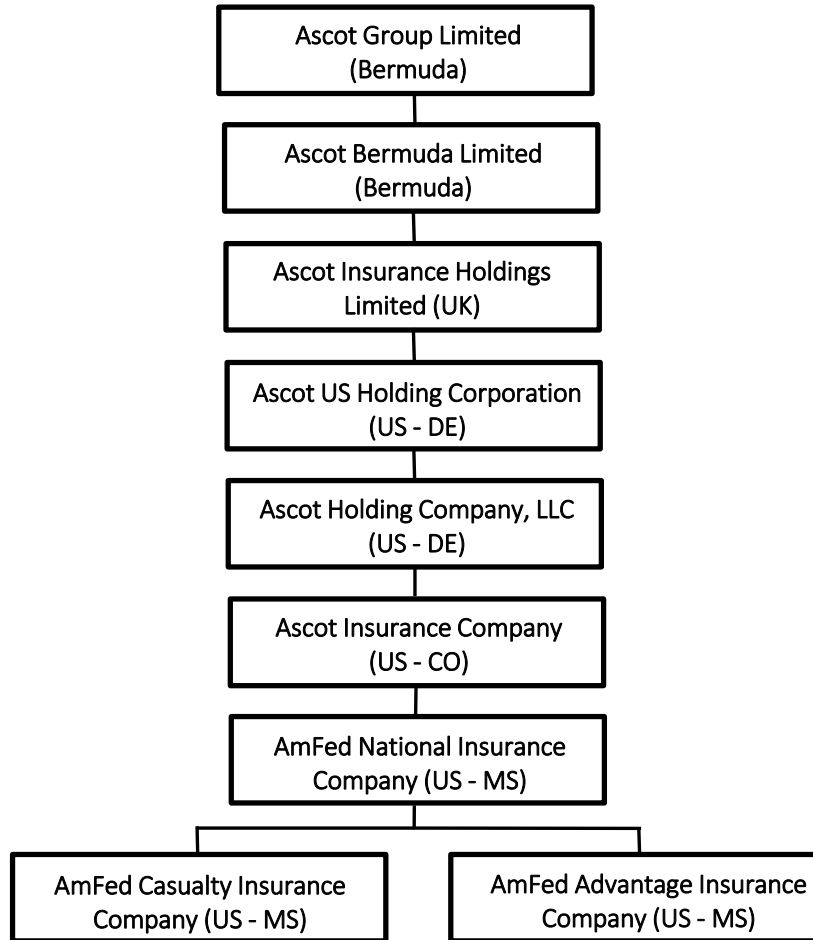 Ascot Group Limited
(Bermuda)
Ascot Bermuda Limited
(Bermuda)
Ascot Insurance Holdings
Limited (UK)
Ascot US Holding Corporation
(US - DE)
Ascot Holding Company, LLC
(US - DE)
Ascot Insurance Company
(US - CO)
AmFed National Insurance
Company (US - MS)
AmFed Casualty Insurance
Company (US - MS)
AmFed Advantage Insurance
Company (US - MS)